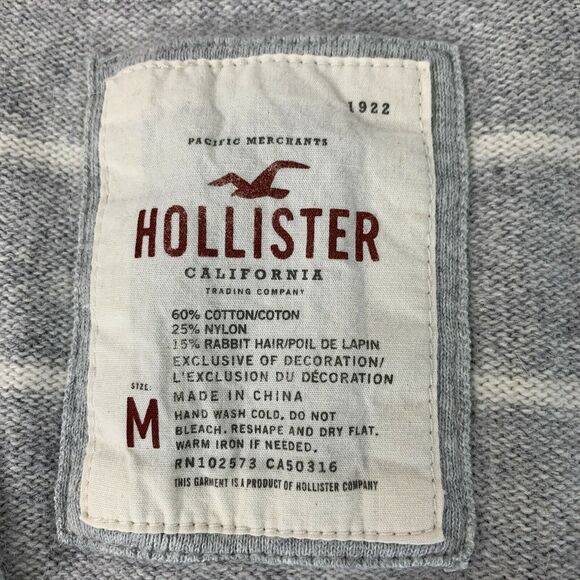 1922
PACIFIC MERCHANTS
HOLLISTER
CALIFORNIA
TRADING COMPANY
60% COTTON/COTON
25% NYLON
15% RABBIT HAIR/POIL DE LAPIN
EXCLUSIVE OF DECORATION/
L'EXCLUSION DU DÉCORATION
MADE IN CHINA
SIZE:
M
HAND WASH COLD. DO NOT
BLEACH. RESHAPE AND DRY FLAT.
WARM IRON IF NEEDED.
RN102573 CA50316
THIS GARMENT IS A PRODUCT OF HOLLISTER COMPANY